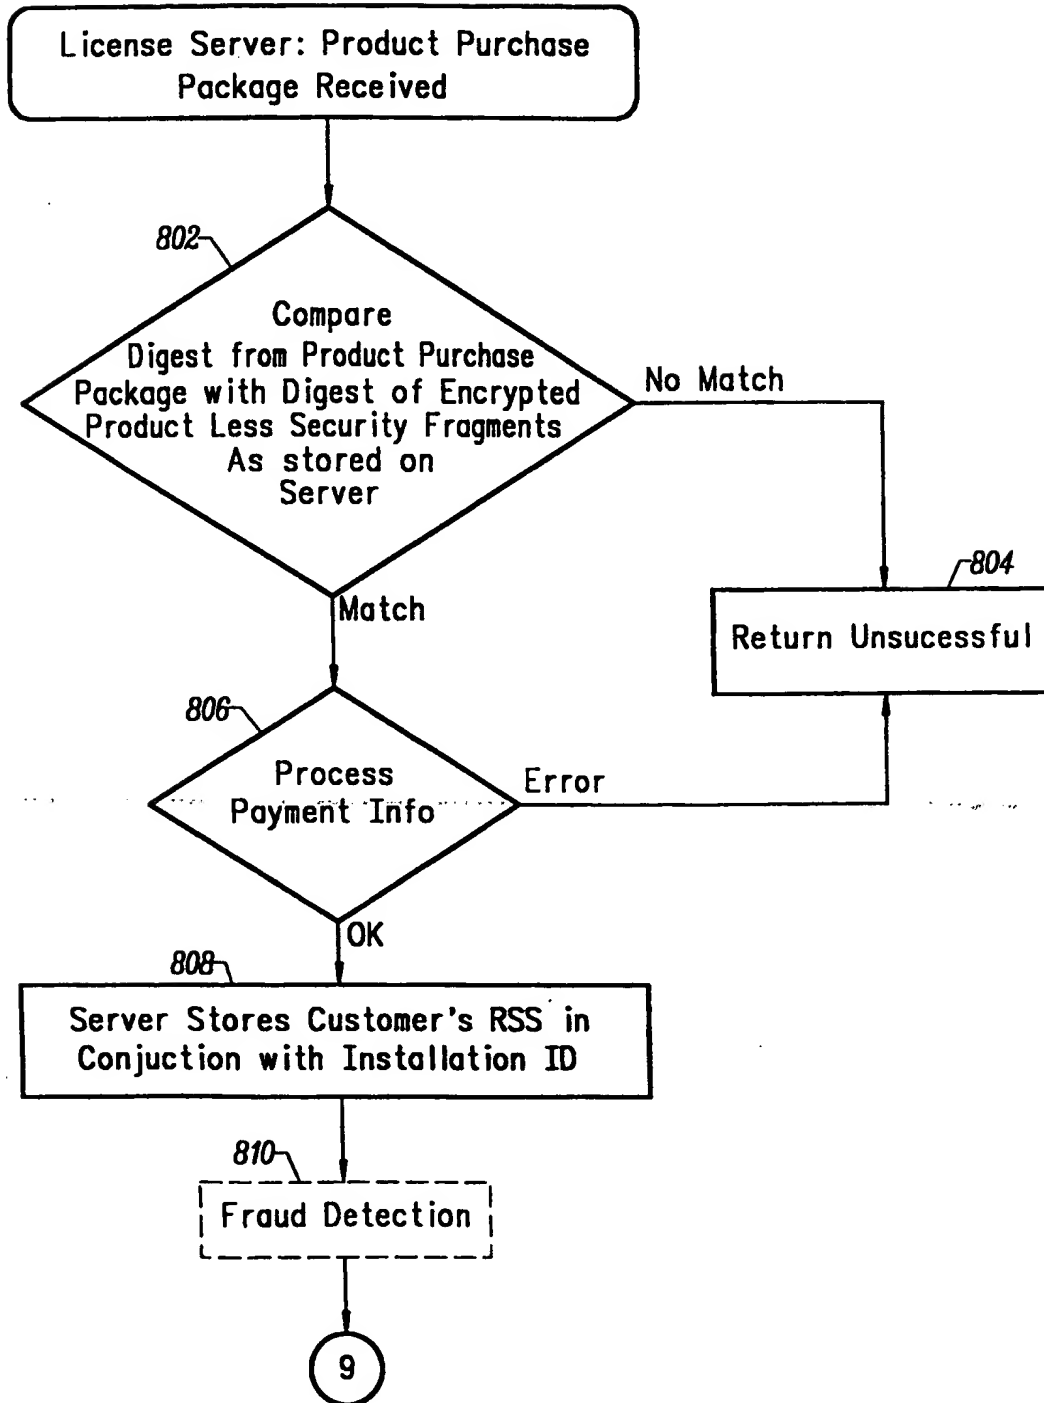 License Server: Product Purchase
Package Received
802
Compare
Digest from Product Purchase
Package with Digest of Encrypted
Product Less Security Fragments
As stored on
Server
No Match
804
Return Unsucessful
Match
806
Process
Payment Info
Error
OK
808
Server Stores Customer's RSS in
Conjuction with Installation ID
810
Fraud Detection
9